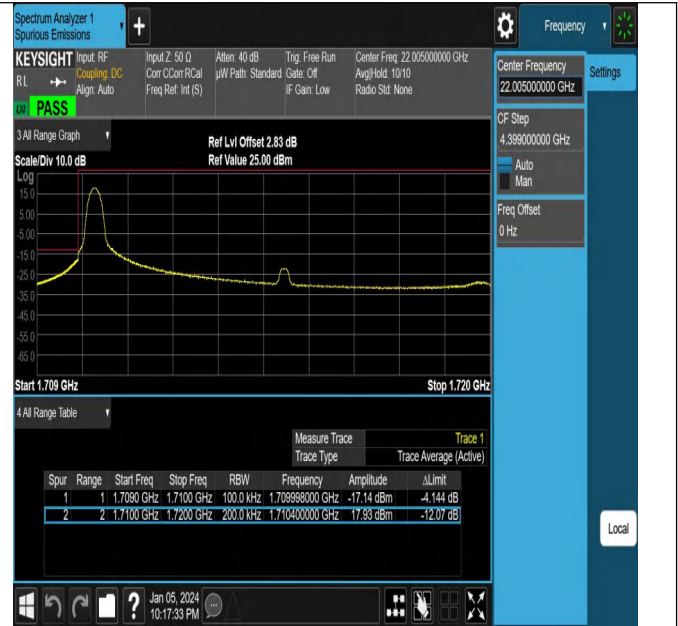 Spectrum Analyzer 1
Spurious Emissions
+
Frequency
KEYSIGHT
RL
PASS
Input: RF
Coupling: DC
Align: Auto
Input Z: 50 Ω
Corr CCorr RCal
Freq Ref: Int (S)
Atten: 40 dB
µW Path: Standard
Trig: Free Run
Gate: Off
IF Gain: Low
Center Freq: 22.005000000 GHz
Avg|Hold: 10/10
Radio Std: None
Center Frequency
22.005000000 GHz
Settings
CF Step
4.399000000 GHz
Auto
Man
Freq Offset
0 Hz
3 All Range Graph
Scale/Div 10.0 dB
Ref Lvl Offset 2.83 dB
Ref Value 25.00 dBm
Log
15.0
5.00
-5.00
-15.0
-25.0
-35.0
-45.0
-55.0
-65.0
Start 1.709 GHz
Stop 1.720 GHz
4 All Range Table
Measure Trace Trace 1
Trace Type Trace Average (Active)
Spur Range Start Freq Stop Freq RBW Frequency Amplitude ΔLimit
1 1 1.7090 GHz 1.7100 GHz 100.0 kHz 1.709998000 GHz -17.14 dBm -4.144 dB
2 2 1.7100 GHz 1.7200 GHz 200.0 kHz 1.710400000 GHz 17.93 dBm -12.07 dB
Local
?
Jan 05, 2024
10:17:33 PM